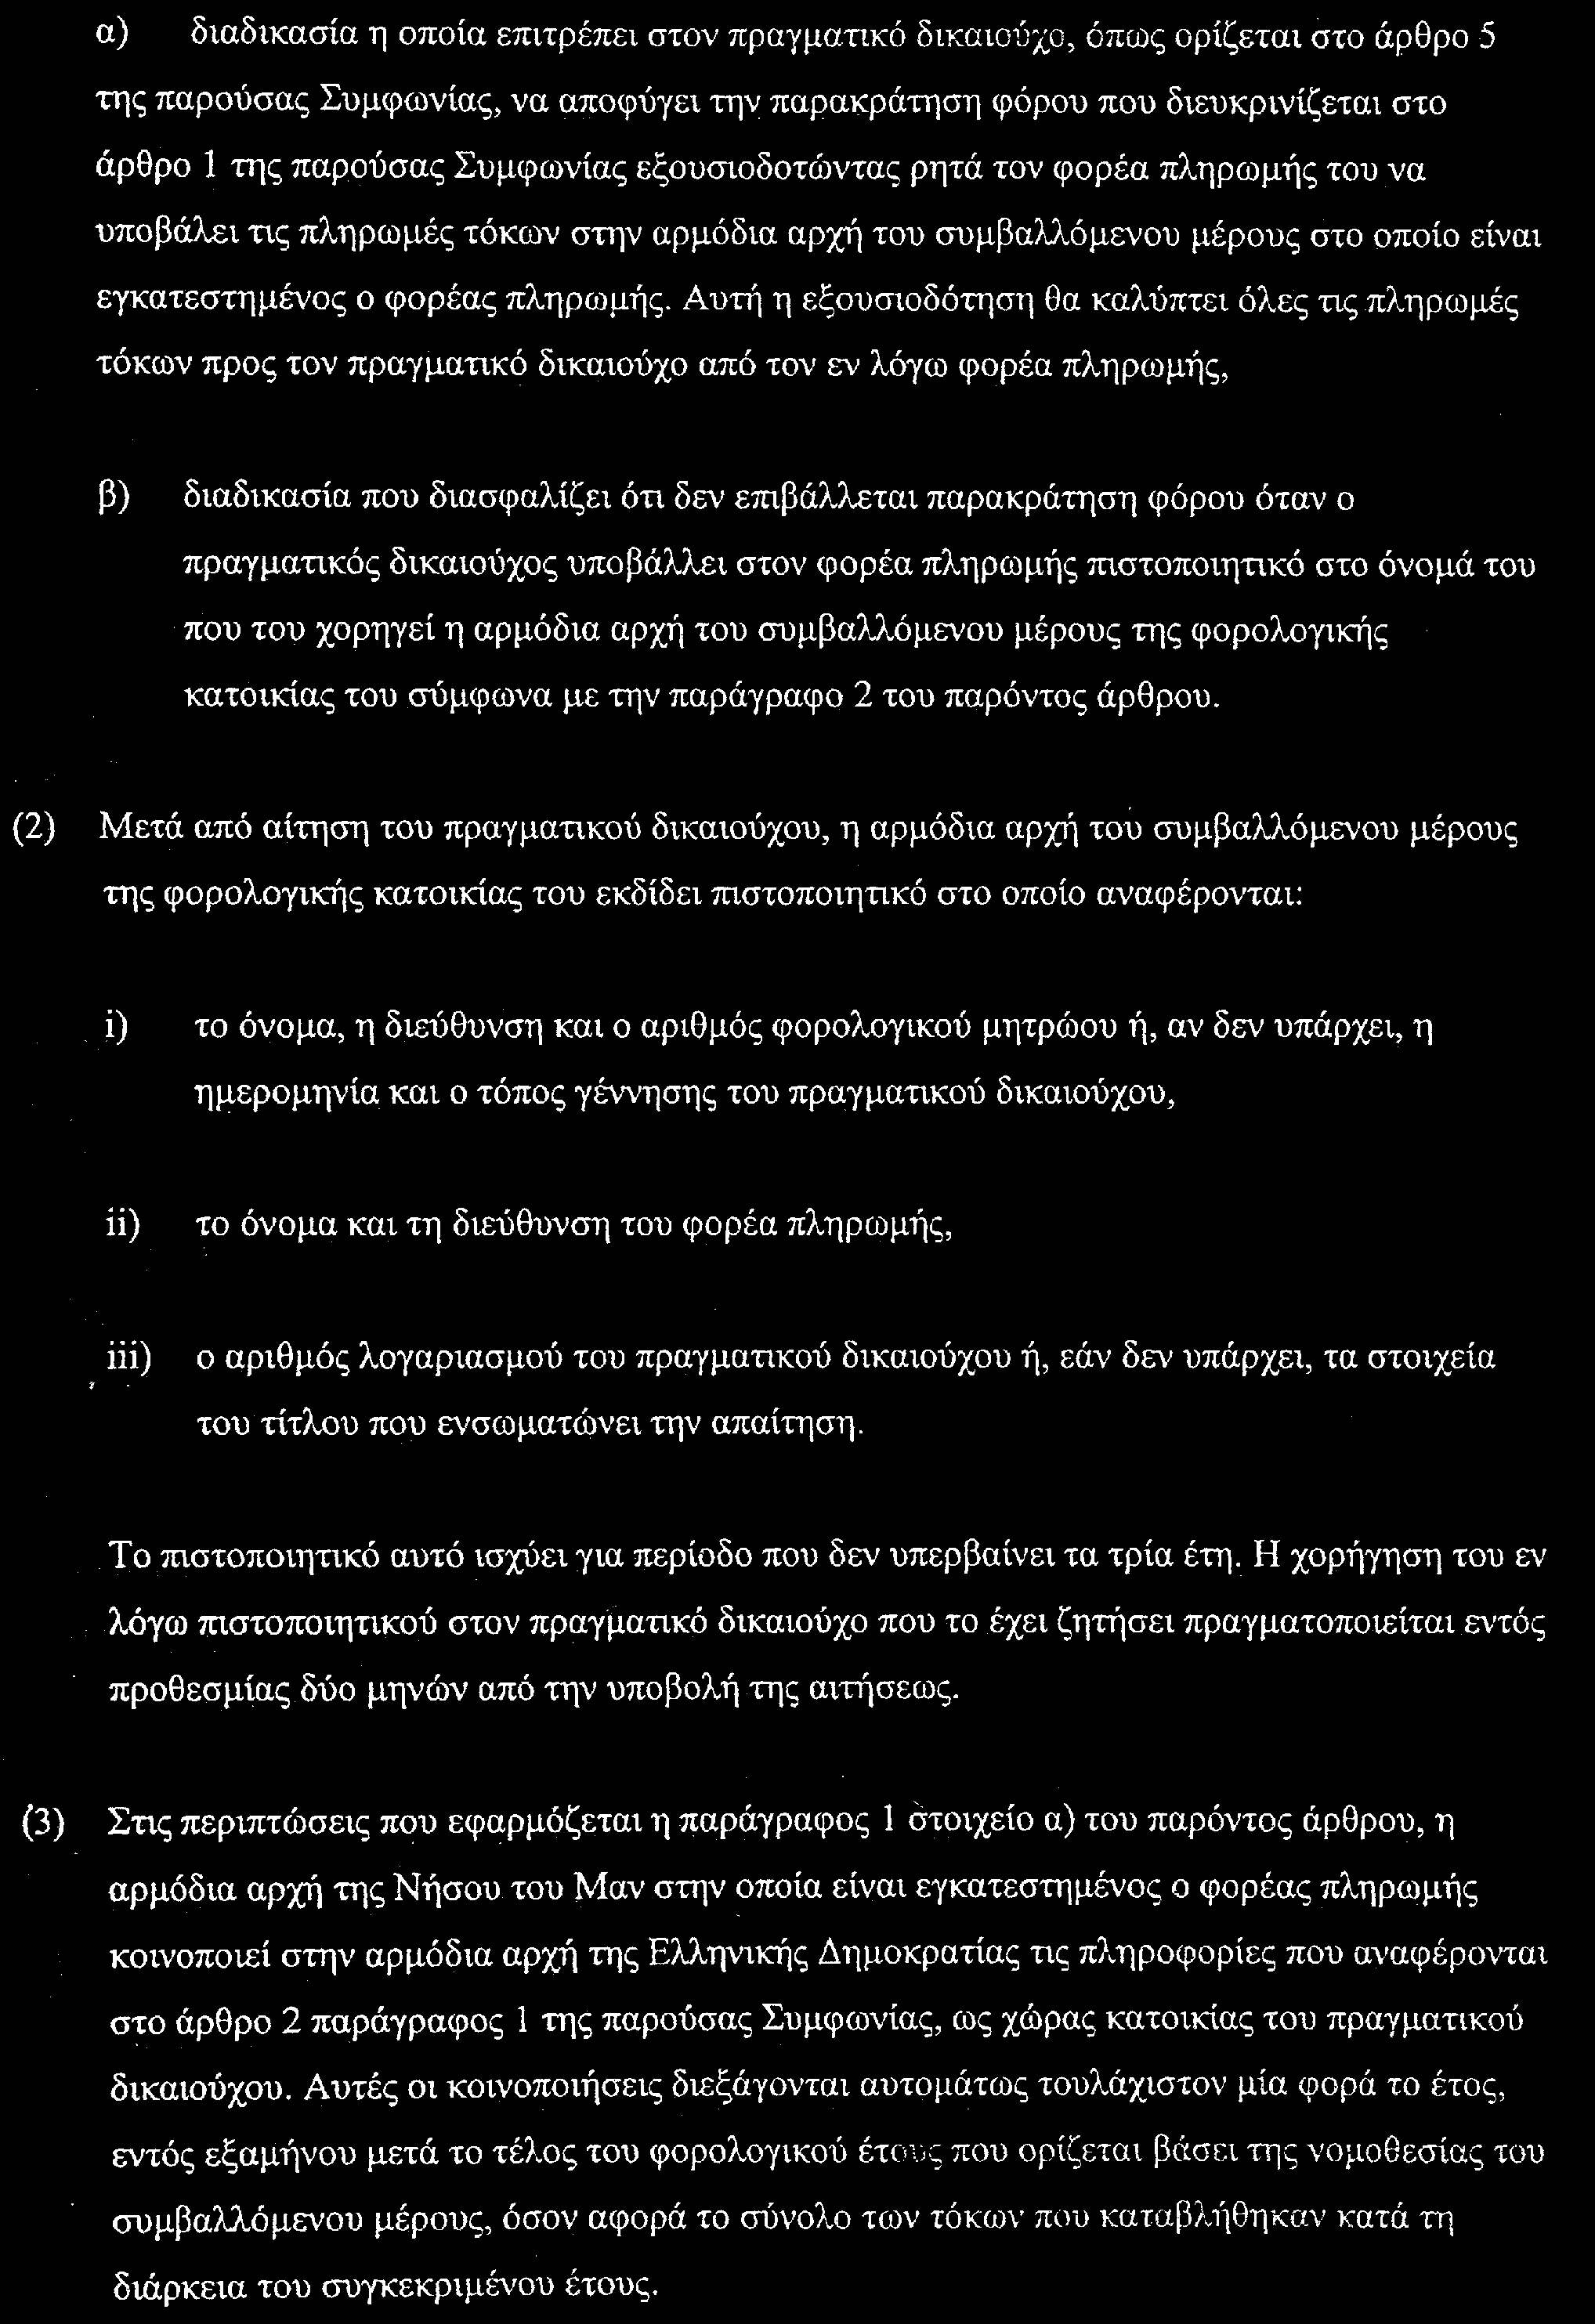 α) διαδικασία η οποία επιτρέπει στον πραγματικό δικαιούχο, όπως ορίζεται στο άρθρο 5
της παρούσας Συμφωνίας, να αποφύγει την παρακράτηση φόρου που διευκρινίζεται στο
άρθρο 1 της παρούσας Συμφωνίας εξουσιοδοτώντας ρητά τον φορέα πληρωμής του να
υποβάλει τις πληρωμές τόκων στην αρμόδια αρχή του συμβαλλόμενου μέρους στο οποίο είναι
εγκατεστημένος ο φορέας πληρωμής. Αυτή η εξουσιοδότηση θα καλύπτει όλες τις πληρωμές
τόκων προς τον πραγματικό δικαιούχο από τον εν λόγω φορέα πληρωμής,
β) διαδικασία που διασφαλίζει ότι δεν επιβάλλεται παρακράτηση φόρου όταν ο
πραγματικός δικαιούχος υποβάλλει στον φορέα πληρωμής πιστοποιητικό στο όνομά του
που του χορηγεί η αρμόδια αρχή του συμβαλλόμενου μέρους της φορολογικής
κατοικίας του σύμφωνα με την παράγραφο 2 του παρόντος άρθρου.
(2) Μετά από αίτηση του πραγματικού δικαιούχου, η αρμόδια αρχή του συμβαλλόμενου μέρους
της φορολογικής κατοικίας του εκδίδει πιστοποιητικό στο οποίο αναφέρονται:
i) το όνομα, η διεύθυνση και ο αριθμός φορολογικού μητρώου ή, αν δεν υπάρχει, η
ημερομηνία και ο τόπος γέννησης του πραγματικού δικαιούχου,
ii) το όνομα και τη διεύθυνση του φορέα πληρωμής,
iii) ο αριθμός λογαριασμού του πραγματικού δικαιούχου ή, εάν δεν υπάρχει, τα στοιχεία
του τίτλου που ενσωματώνει την απαίτηση.
Το πιστοποιητικό αυτό ισχύει για περίοδο που δεν υπερβαίνει τα τρία έτη. Η χορήγηση του εν
λόγω πιστοποιητικού στον πραγματικό δικαιούχο που το έχει ζητήσει πραγματοποιείται εντός
προθεσμίας δύο μηνών από την υποβολή της αιτήσεως.
(3) Στις περιπτώσεις που εφαρμόζεται η παράγραφος 1 στοιχείο α) του παρόντος άρθρου, η
αρμόδια αρχή της Νήσου του Μαν στην οποία είναι εγκατεστημένος ο φορέας πληρωμής
κοινοποιεί στην αρμόδια αρχή της Ελληνικής Δημοκρατίας τις πληροφορίες που αναφέρονται
στο άρθρο 2 παράγραφος 1 της παρούσας Συμφωνίας, ως χώρας κατοικίας του πραγματικού
δικαιούχου. Αυτές οι κοινοποιήσεις διεξάγονται αυτομάτως τουλάχιστον μία φορά το έτος,
εντός εξαμήνου μετά το τέλος του φορολογικού έτους που ορίζεται βάσει της νομοθεσίας του
συμβαλλόμενου μέρους, όσον αφορά το σύνολο των τόκων που καταβλήθηκαν κατά τη
διάρκεια του συγκεκριμένου έτους.